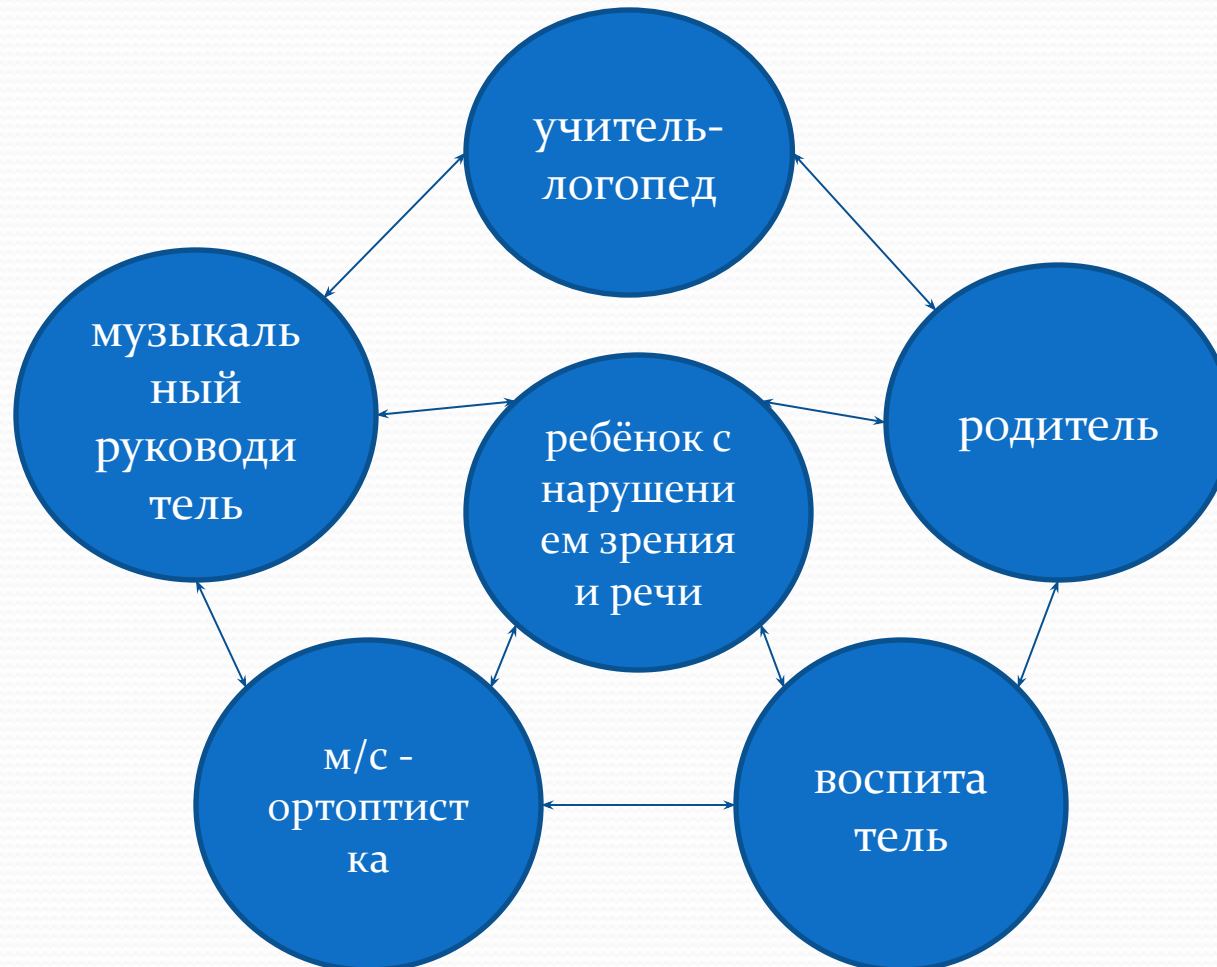 учитель-
логопед
музыкаль
ный
руководи
тель
ребёнок с
нарушени
ем зрения
и речи
родитель
м/с -
ортоптист
ка
воспита
тель